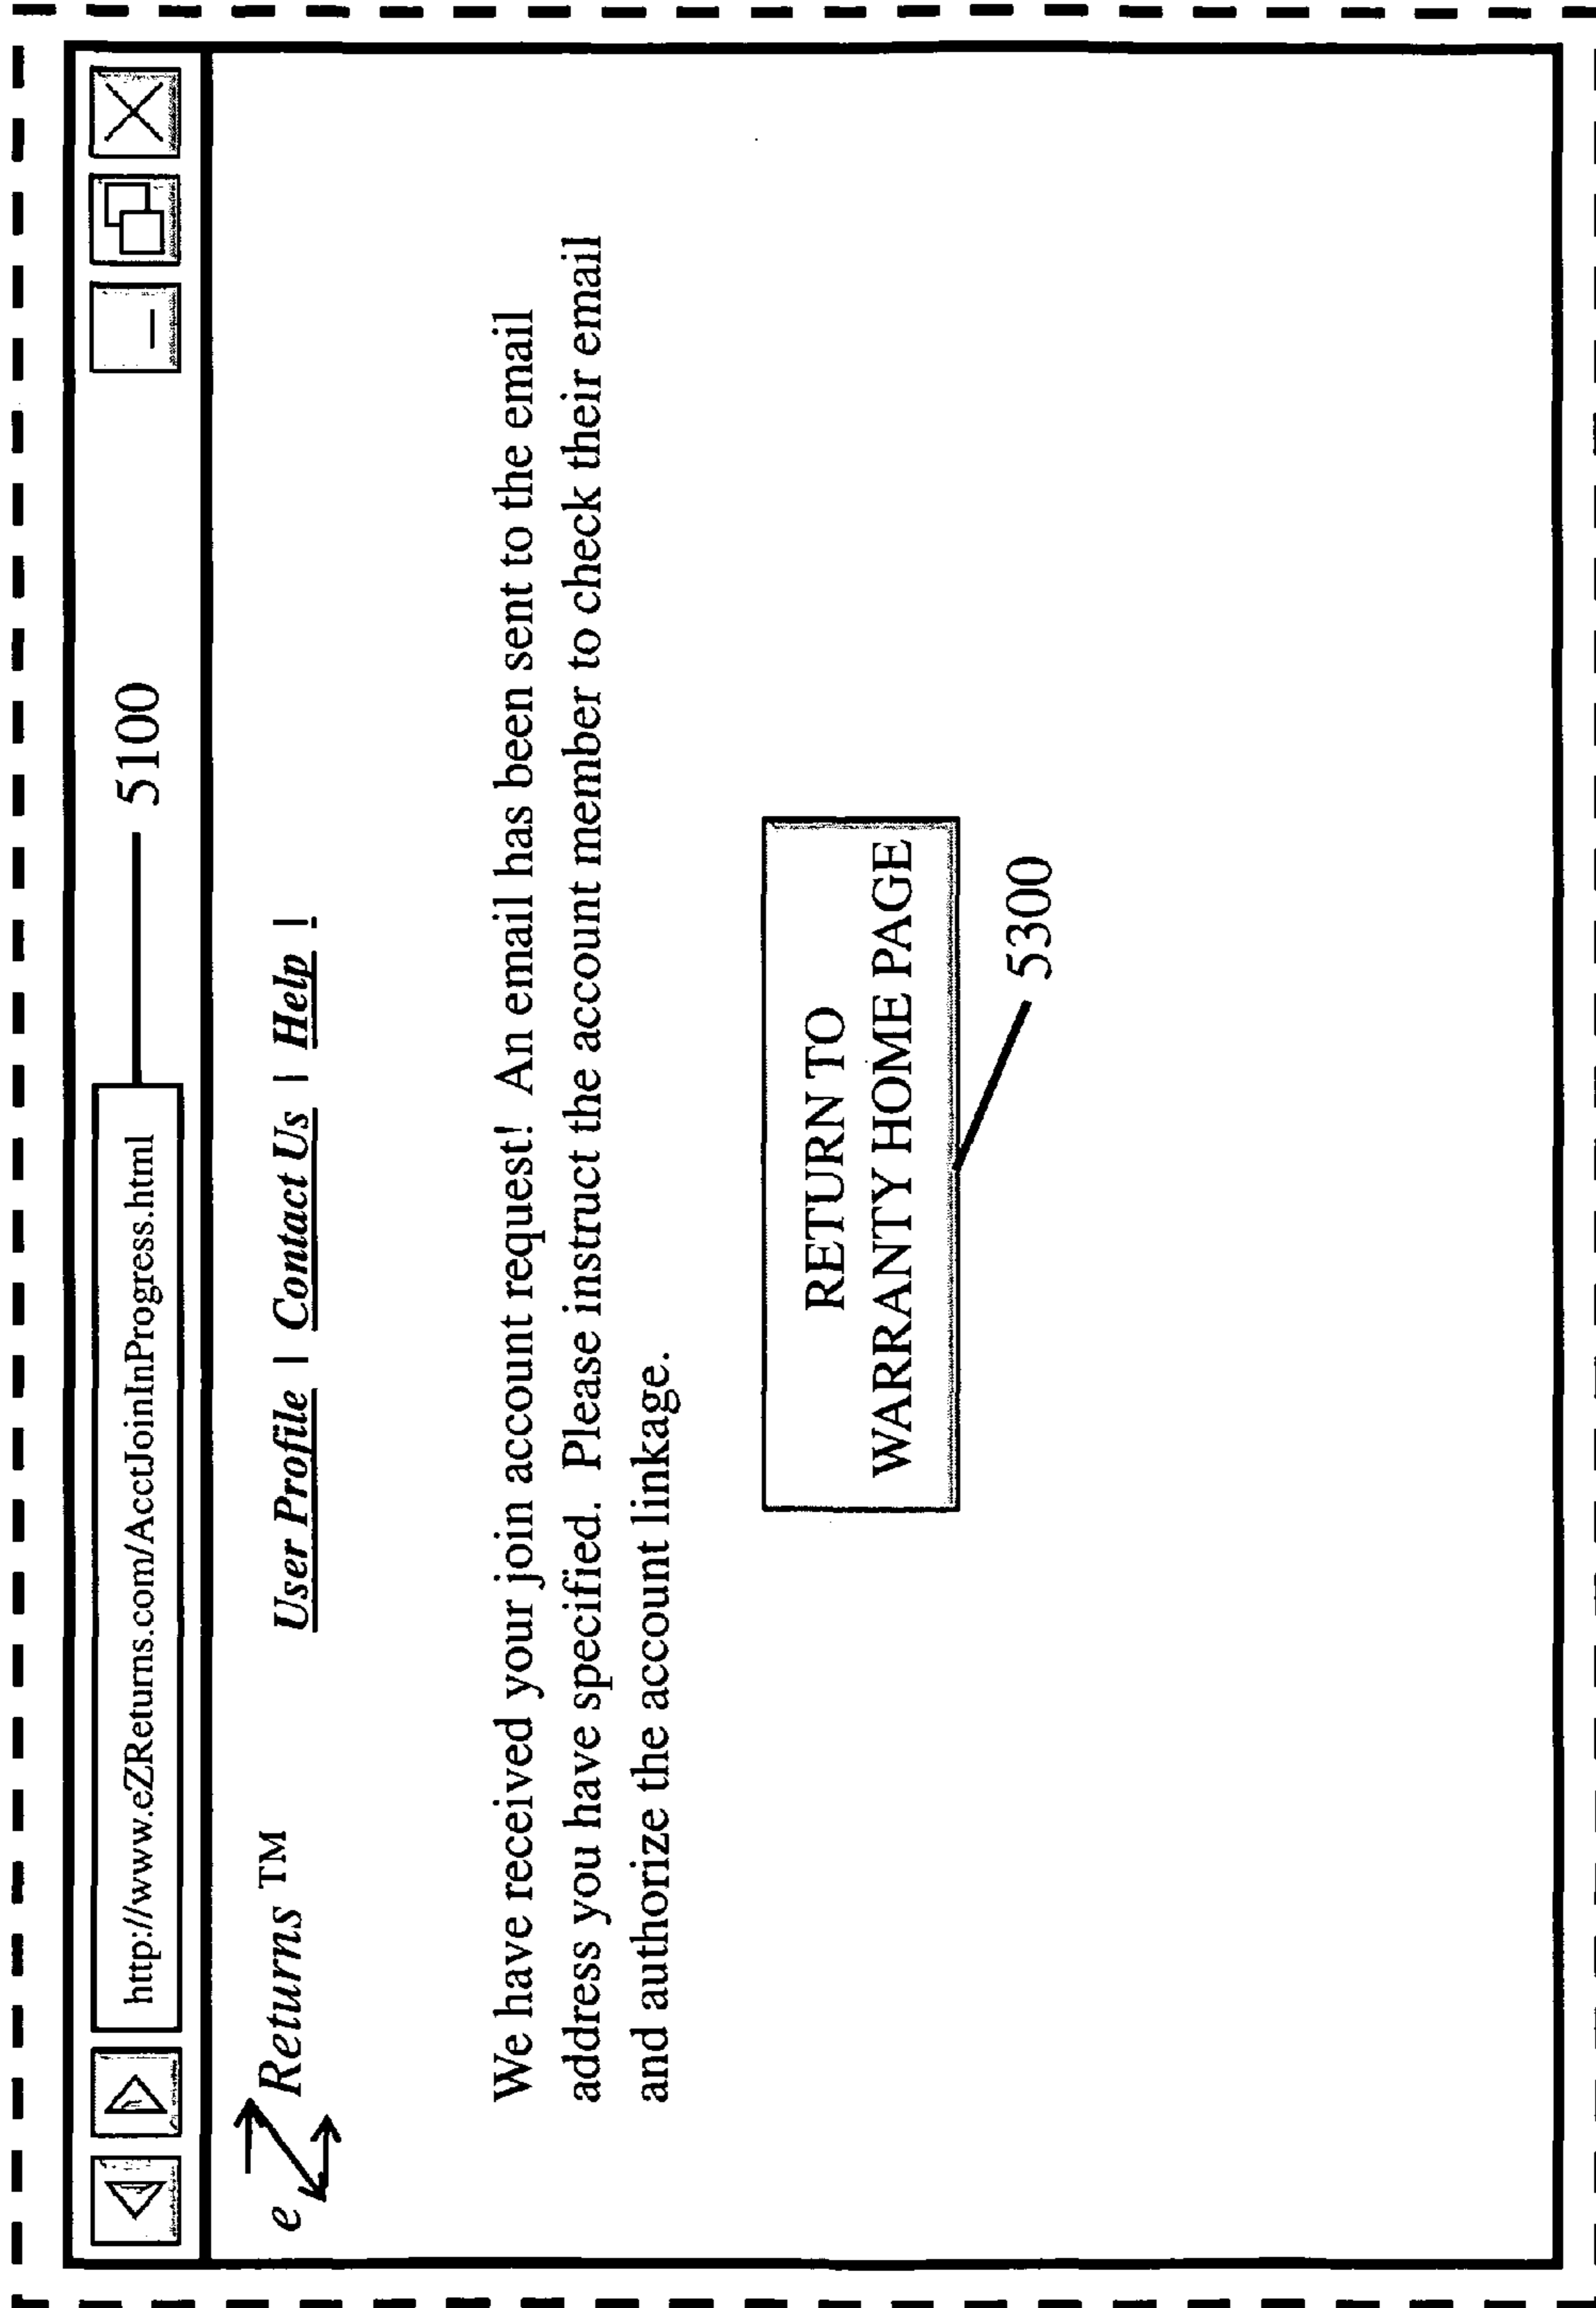 http://www.eZReturns.com/AcctJoinInProgress.html 5100
eZ Returns ™ User Profile | Contact Us | Help |
We have received your join account request! An email has been sent to the email
address you have specified. Please instruct the account member to check their email
and authorize the account linkage.
RETURN TO
WARRANTY HOME PAGE
5300